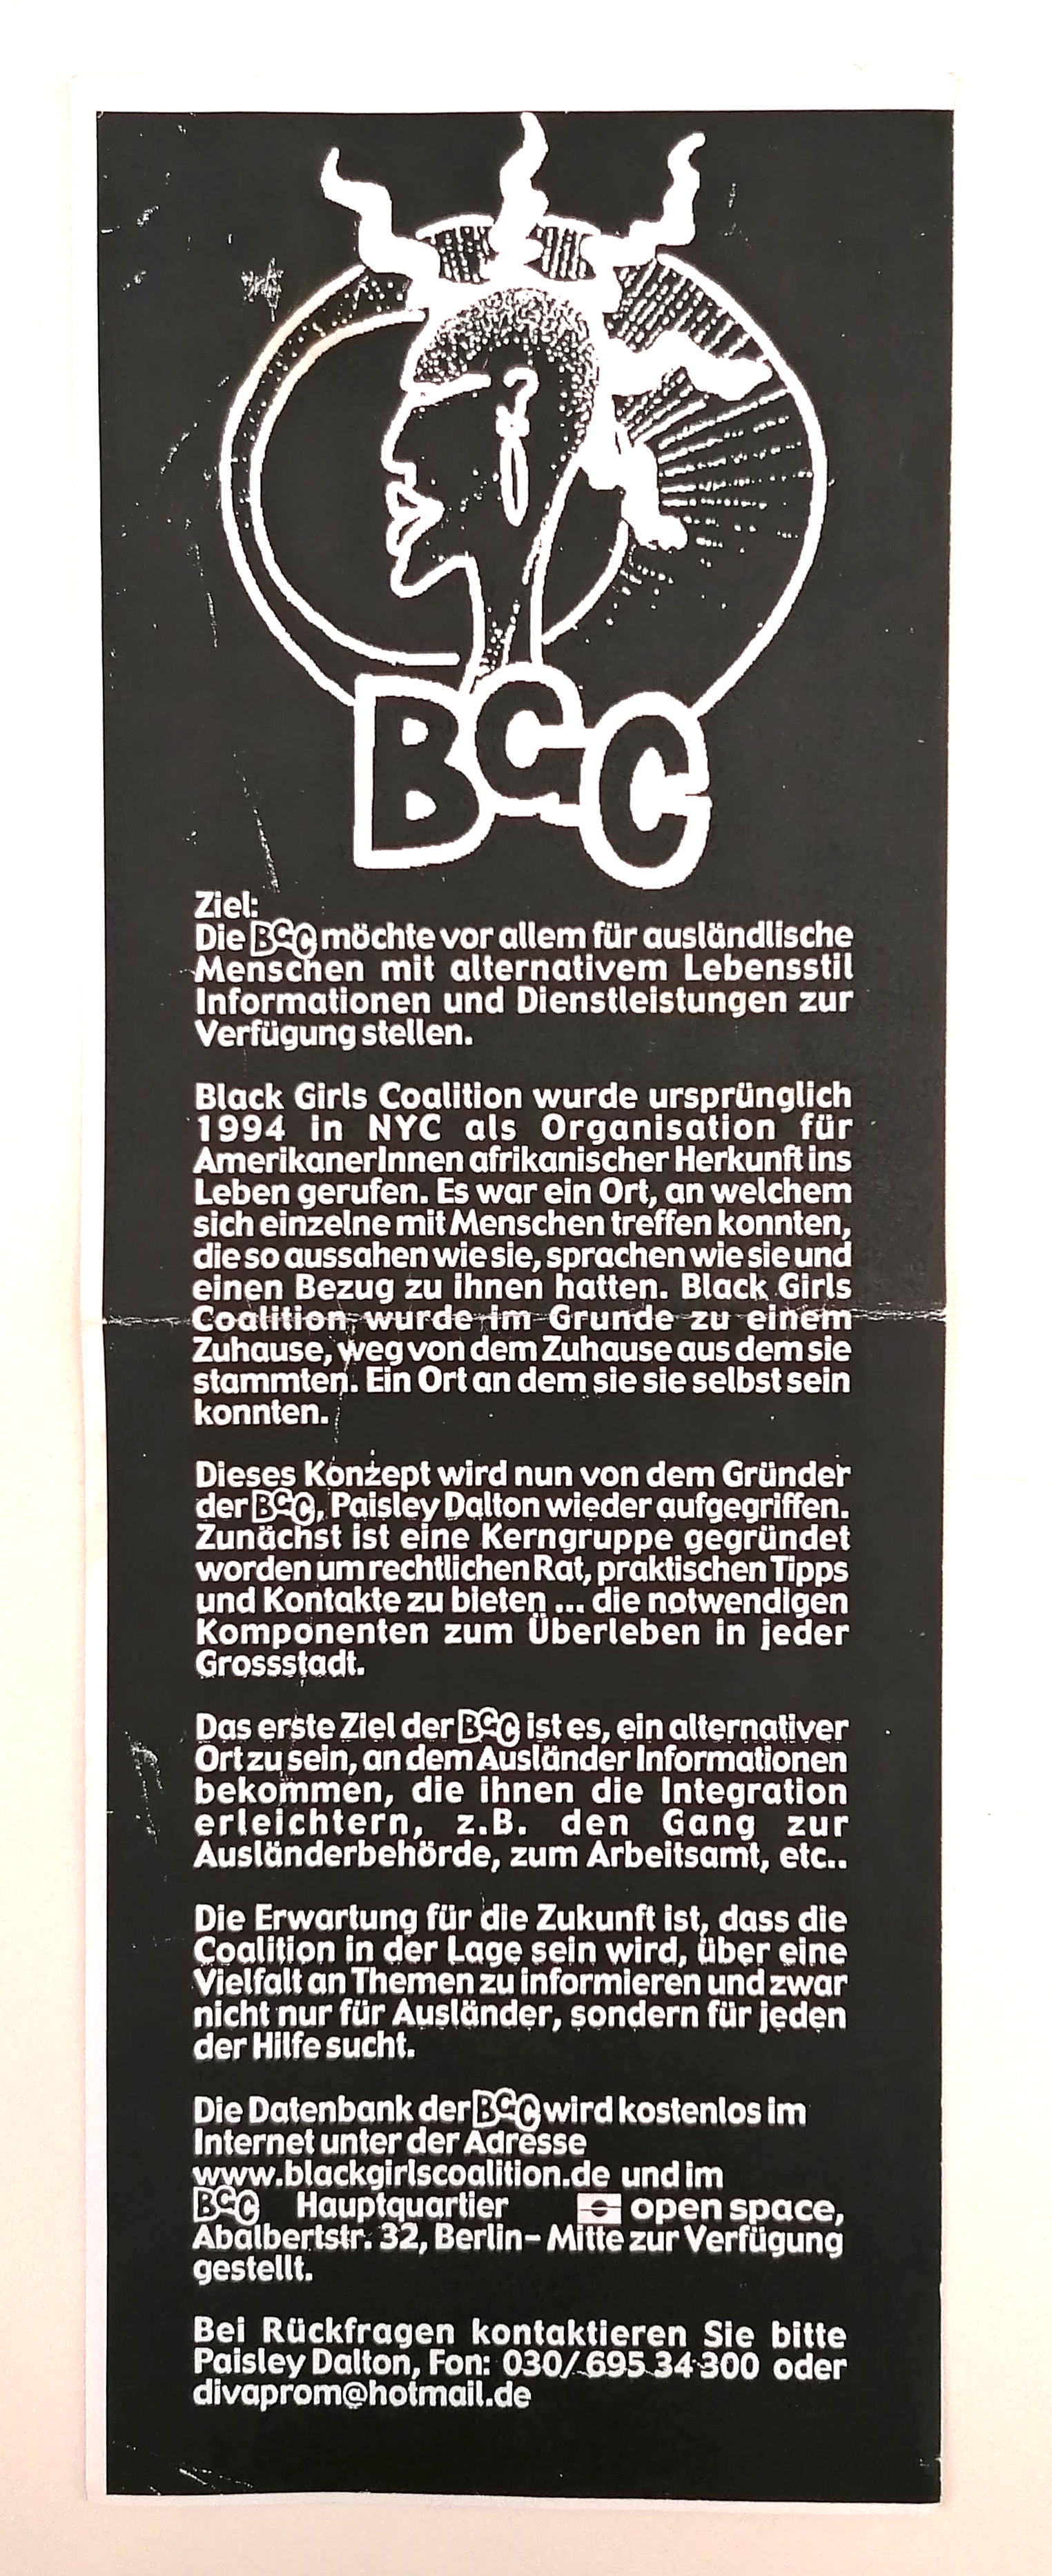 BGC
Ziel:
Die BGC möchte vor allem für ausländlische
Menschen mit alternativem Lebensstil
Informationen und Dienstleistungen zur
Verfügung stellen.
Black Girls Coalition wurde ursprünglich
1994 in NYC als Organisation für
AmerikanerInnen afrikanischer Herkunft ins
Leben gerufen. Es war ein Ort, an welchem
sich einzelne mit Menschen treffen konnten,
die so aussahen wie sie, sprachen wie sie und
einen Bezug zu ihnen hatten. Black Girls
Coalition wurde im Grunde zu einem
Zuhause, weg von dem Zuhause aus dem sie
stammten. Ein Ort an dem sie sie selbst sein
konnten.
Dieses Konzept wird nun von dem Gründer
der BGC, Paisley Dalton wieder aufgegriffen.
Zunächst ist eine Kerngruppe gegründet
worden um rechtlichen Rat, praktischen Tipps
und Kontakte zu bieten ... die notwendigen
Komponenten zum Überleben in jeder
Grossstadt.
Das erste Ziel der BGC ist es, ein alternativer
Ort zu sein, an dem Ausländer Informationen
bekommen, die ihnen die Integration
erleichtern, z.B. den Gang zur
Ausländerbehörde, zum Arbeitsamt, etc..
Die Erwartung für die Zukunft ist, dass die
Coalition in der Lage sein wird, über eine
Vielfalt an Themen zu informieren und zwar
nicht nur für Ausländer, sondern für jeden
der Hilfe sucht.
Die Datenbank der BGC wird kostenlos im
Internet unter der Adresse
www.blackgirlscoalition.de und im
BGC Hauptquartier open space,
Abalbertstr. 32, Berlin- Mitte zur Verfügung
gestellt.
Bei Rückfragen kontaktieren Sie bitte
Paisley Dalton, Fon: 030/ 695 34 300 oder
divaprom@hotmail.de